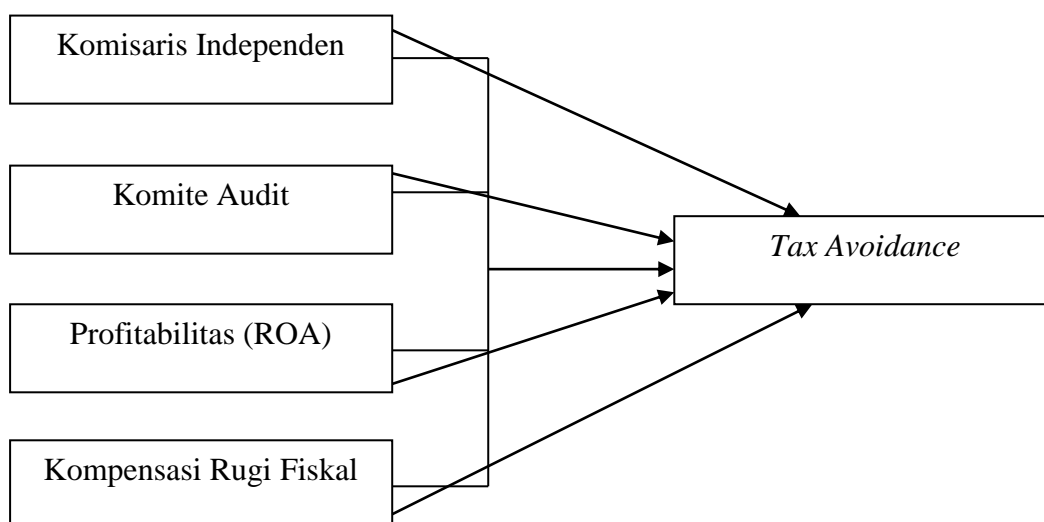 Komisaris Independen
Komite Audit
Tax Avoidance
Profitabilitas (ROA)
Kompensasi Rugi Fiskal